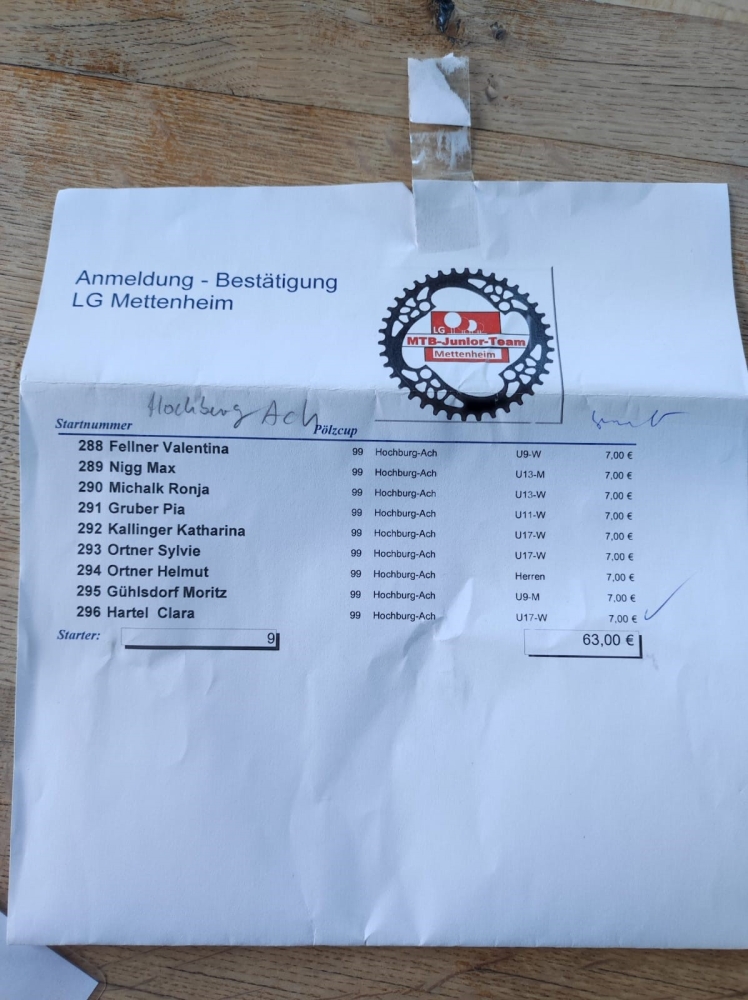 Anmeldung - Bestätigung
LG Mettenheim
LG
MTB-Junior-Team
Mettenheim
Hochberg Ach
Startnummer Pölzcup
288 Fellner Valentina 99 Hochburg-Ach U9-W 7,00 €
289 Nigg Max 99 Hochburg-Ach U13-M 7,00 €
290 Michalk Ronja 99 Hochburg-Ach U13-W 7,00 €
291 Gruber Pia 99 Hochburg-Ach U11-W 7,00 €
292 Kallinger Katharina 99 Hochburg-Ach U17-W 7,00 €
293 Ortner Sylvie 99 Hochburg-Ach U17-W 7,00 €
294 Ortner Helmut 99 Hochburg-Ach Herren 7,00 €
295 Gühlsdorf Moritz 99 Hochburg-Ach U9-M 7,00 €
296 Hartel Clara 99 Hochburg-Ach U17-W 7,00 €
Starter: 9 63,00 €